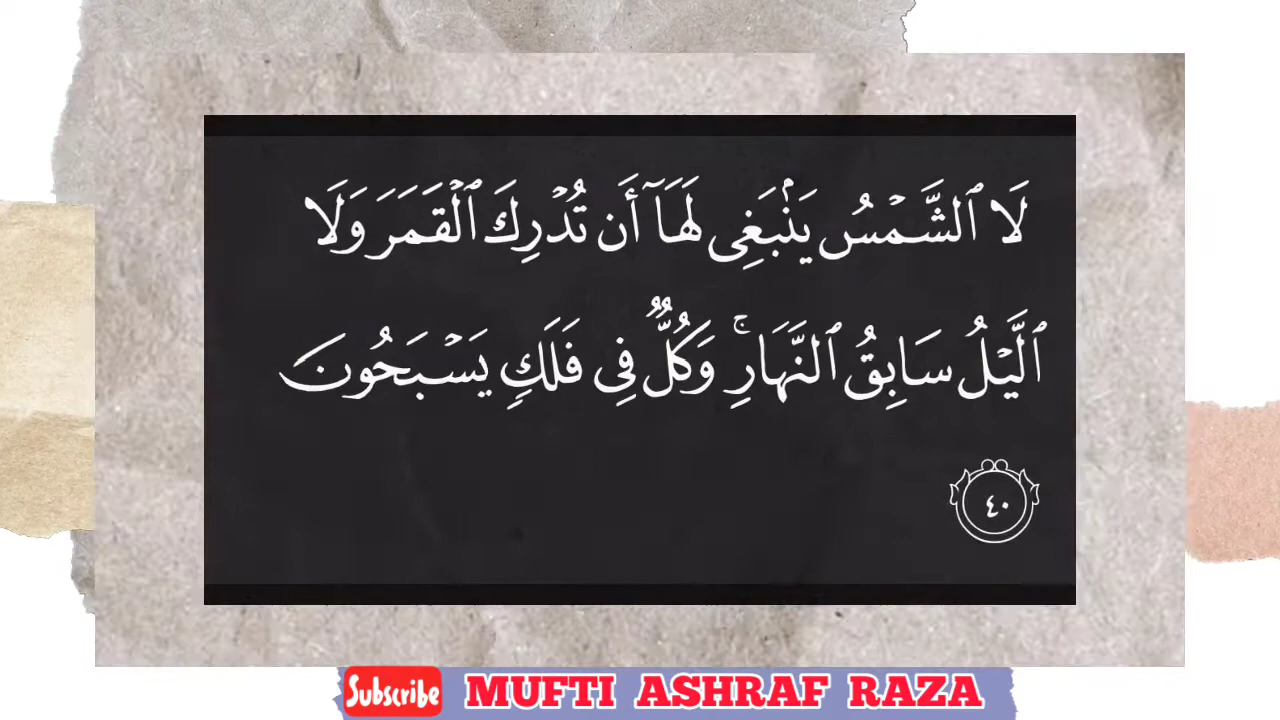 لَا ٱلشَّمْسُ يَنۢبَغِى لَهَآ أَن تُدْرِكَ ٱلْقَمَرَ وَلَا
ٱلَّيْلُ سَابِقُ ٱلنَّهَارِ ۚ وَكُلٌّ فِى فَلَكٍ يَسْبَحُونَ
٤٠
Subscribe MUFTI ASHRAF RAZA